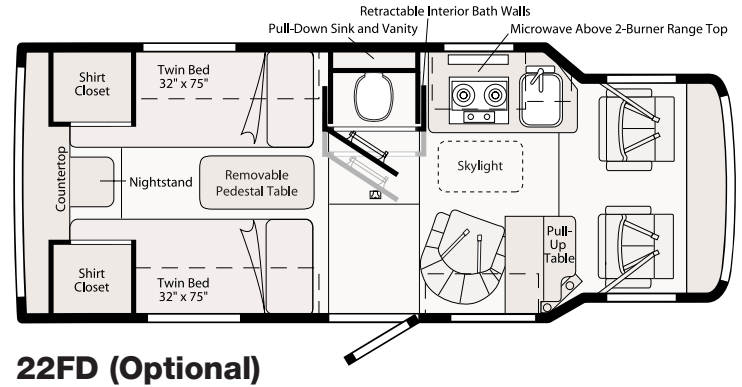 Retractable Interior Bath Walls
Pull-Down Sink and Vanity
Microwave Above 2-Burner Range Top
Shirt
Closet
Twin Bed
32" x 75"
Skylight
Countertop
Nightstand
Removable
Pedestal Table
Pull-
Up
Table
Shirt
Closet
Twin Bed
32" x 75"
22FD (Optional)